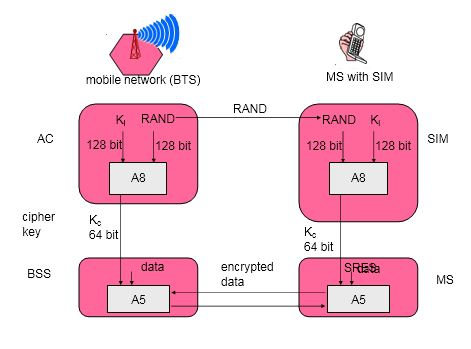 mobile network (BTS)
MS with SIM
RAND
AC
Ki RAND
128 bit 128 bit
A8
RAND Ki
128 bit 128 bit
A8
SIM
cipher
key
Kc
64 bit
Kc
64 bit
BSS
data
A5
encrypted
data
SRES
data
A5
MS